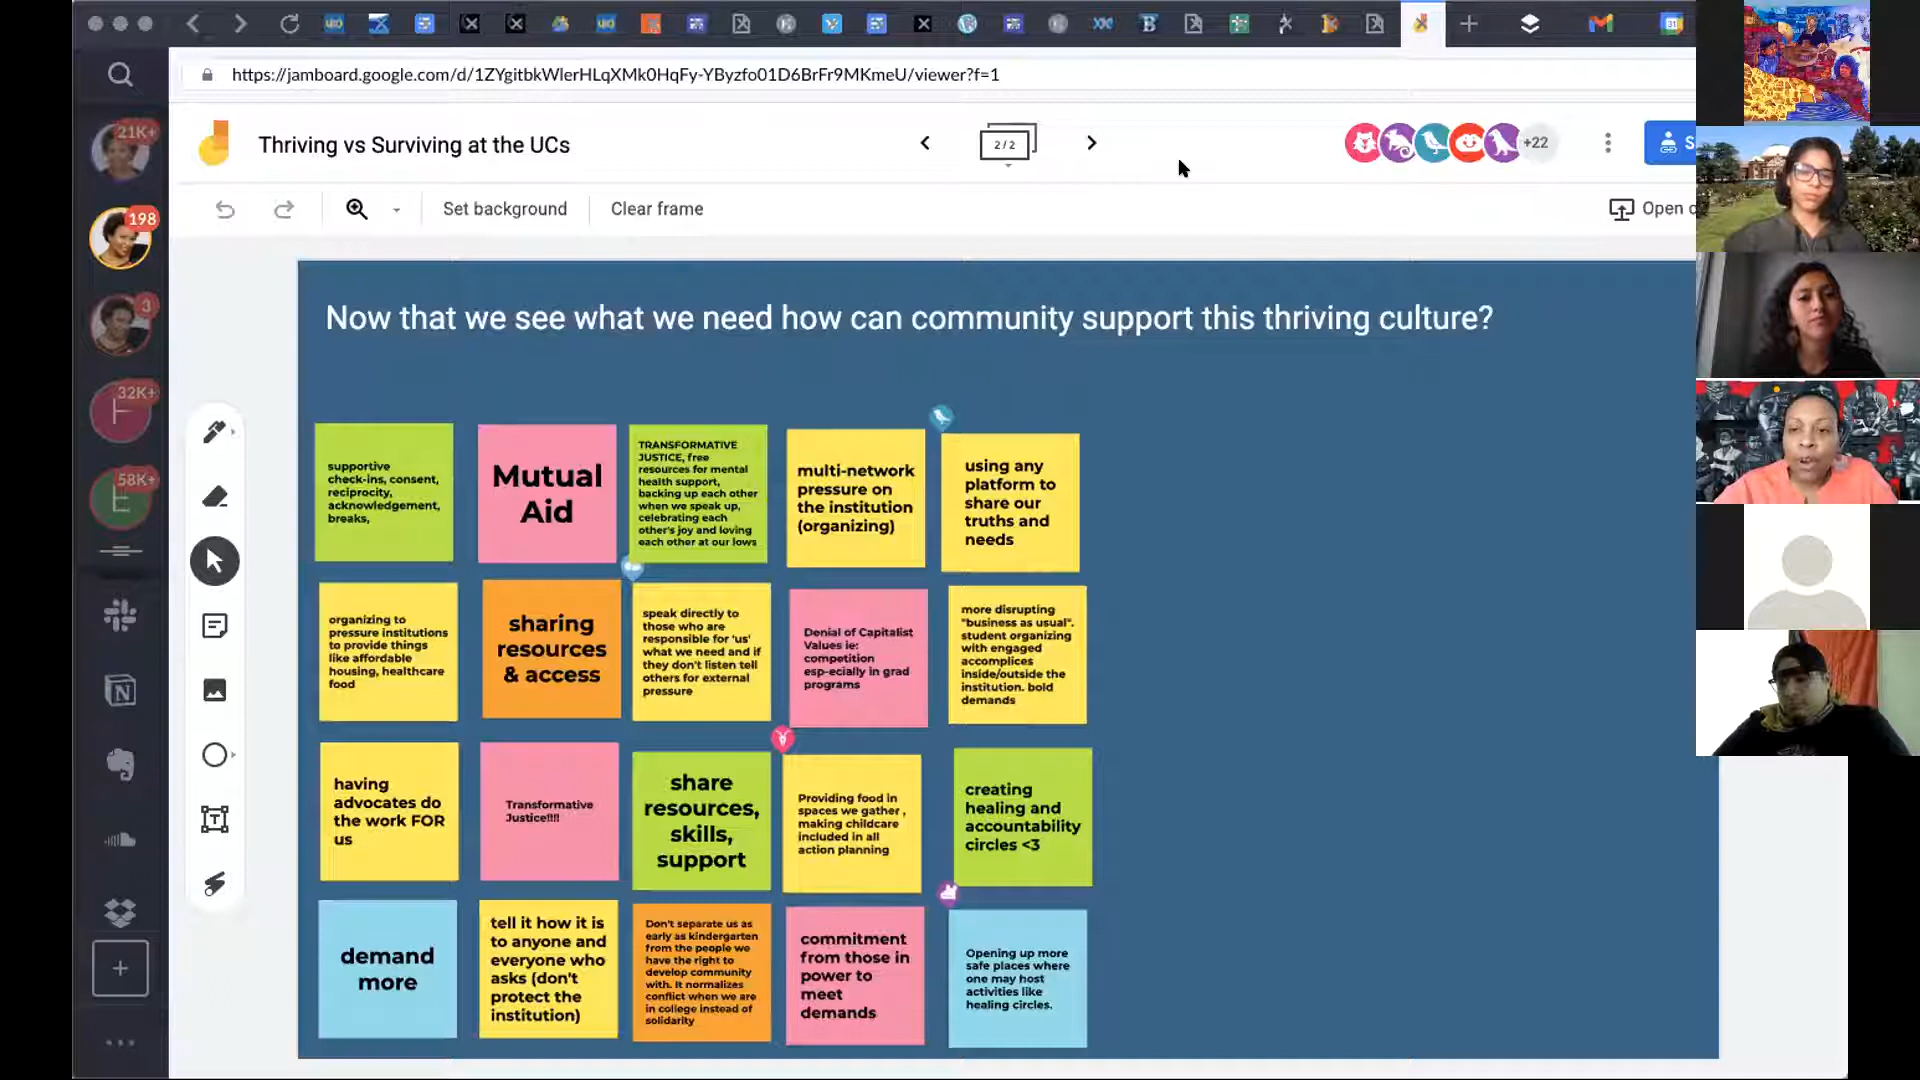 https://jamboard.google.com/d/1ZYgitbkWlerHLqXMk0HqFy-YByzfo01D6BrFr9MKmeU/viewer?f=1
21K+
Thriving vs Surviving at the UCs
2/2
+22
S
198
Set background
Clear frame
Open c
3
32K+
58K+
Now that we see what we need how can community support this thriving culture?
supportive
check-ins, consent,
reciprocity,
acknowledgement,
breaks,
Mutual
Aid
TRANSFORMATIVE
JUSTICE, free
resources for mental
health support,
backing up each other
when we speak up,
celebrating each
other's joy and loving
each other at our lows
multi-network
pressure on
the institution
(organizing)
using any
platform to
share our
truths and
needs
organizing to
pressure institutions
to provide things
like affordable
housing, healthcare
food
sharing
resources
& access
speak directly to
those who are
responsible for 'us'
what we need and if
they don't listen tell
others for external
pressure
Denial of Capitalist
Values ie:
competition
esp-ecially in grad
programs
more disrupting
"business as usual".
student organizing
with engaged
accomplices
inside/outside the
institution. bold
demands
having
advocates do
the work FOR
us
Transformative
Justice!!!!
share
resources,
skills,
support
Providing food in
spaces we gather ,
making childcare
included in all
action planning
creating
healing and
accountability
circles <3
demand
more
tell it how it is
to anyone and
everyone who
asks (don't
protect the
institution)
Don't separate us as
early as kindergarten
from the people we
have the right to
develop community
with. It normalizes
conflict when we are
in college instead of
solidarity
commitment
from those in
power to
meet
demands
Opening up more
safe places where
one may host
activities like
healing circles.